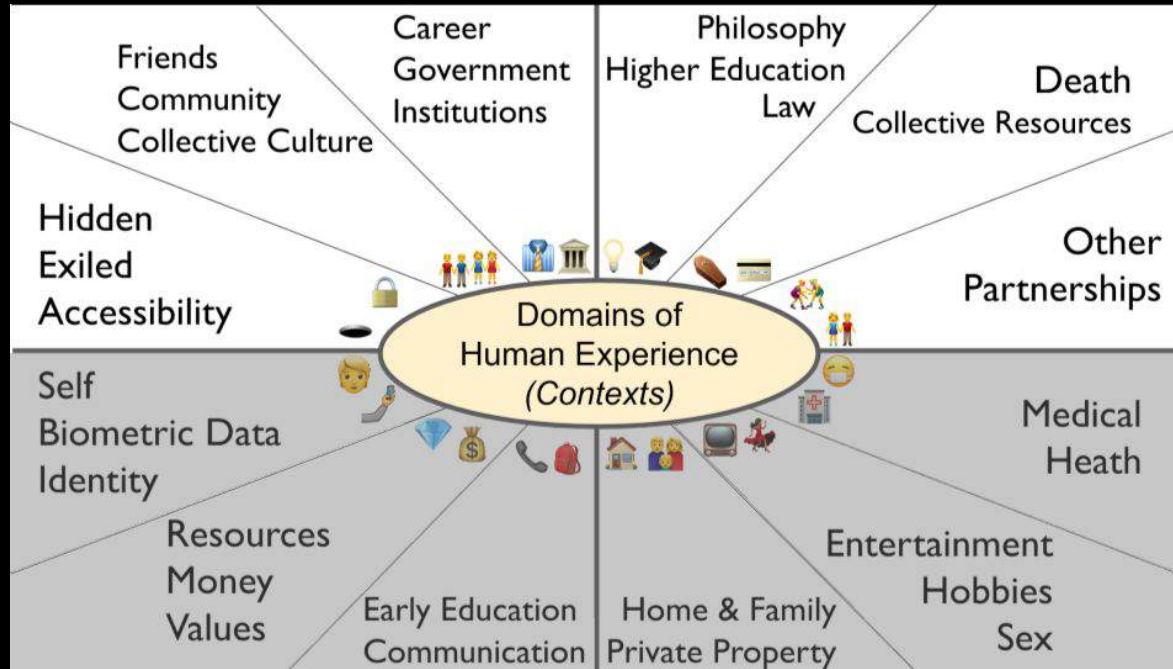 Career
Government
Institutions
Philosophy
Higher Education
Law
Friends
Community
Collective Culture
Death
Collective Resources
Hidden
Exiled
Accessibility
Other
Partnerships
Domains of
Human Experience
(Contexts)
Self
Biometric Data
Identity
Medical
Heath
Resources
Money
Values
Entertainment
Hobbies
Sex
Early Education
Communication
Home & Family
Private Property